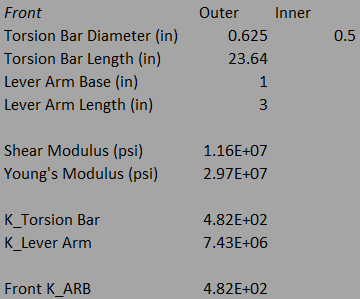 Front Outer Inner
Torsion Bar Diameter (in) 0.625 0.5
Torsion Bar Length (in) 23.64
Lever Arm Base (in) 1
Lever Arm Length (in) 3
Shear Modulus (psi) 1.16E+07
Young's Modulus (psi) 2.97E+07
K_Torsion Bar 4.82E+02
K_Lever Arm 7.43E+06
Front K_ARB 4.82E+02